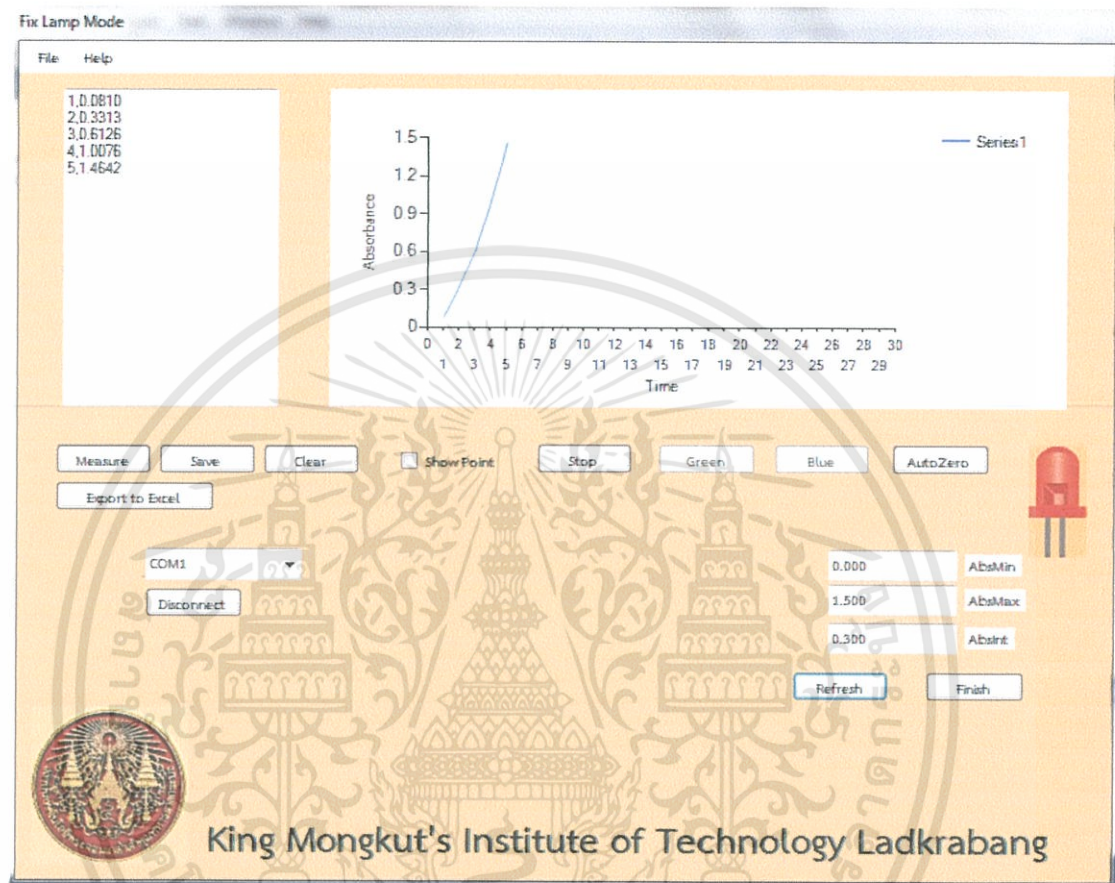 Fix Lamp Mode
File Help
1,0.0810
2,0.3313
3,0.6126
4,1.0076
5,1.4642
Absorbance
1.5
1.2
0.9
0.6
0.3
0
Series1
0 2 4 6 8 10 12 14 16 18 20 22 24 26 28 30
1 3 5 7 9 11 13 15 17 19 21 23 25 27 29
Time
Measure Save Clear Show Point Stop Green Blue AutoZero
Export to Excel
COM1
Disconnect
0.000 AbsMin
1.500 AbsMax
0.300 AbsInt
Refresh Finish
King Mongkut's Institute of Technology Ladkrabang